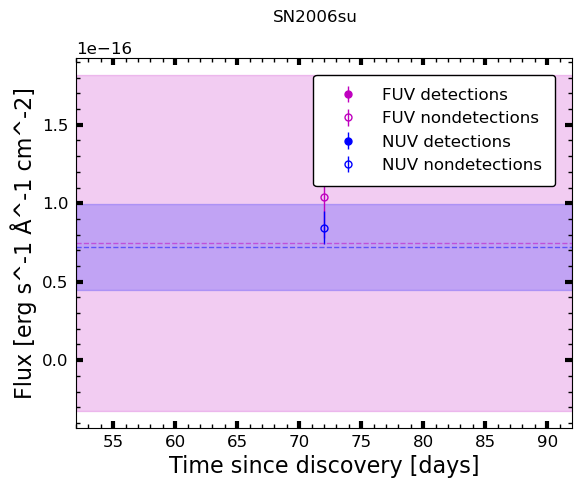 SN2006su
1e−16
FUV detections
FUV nondetections
NUV detections
NUV nondetections
1.5
1.0
0.5
0.0
Flux [erg s^-1 Å^-1 cm^-2]
55 60 65 70 75 80 85 90
Time since discovery [days]